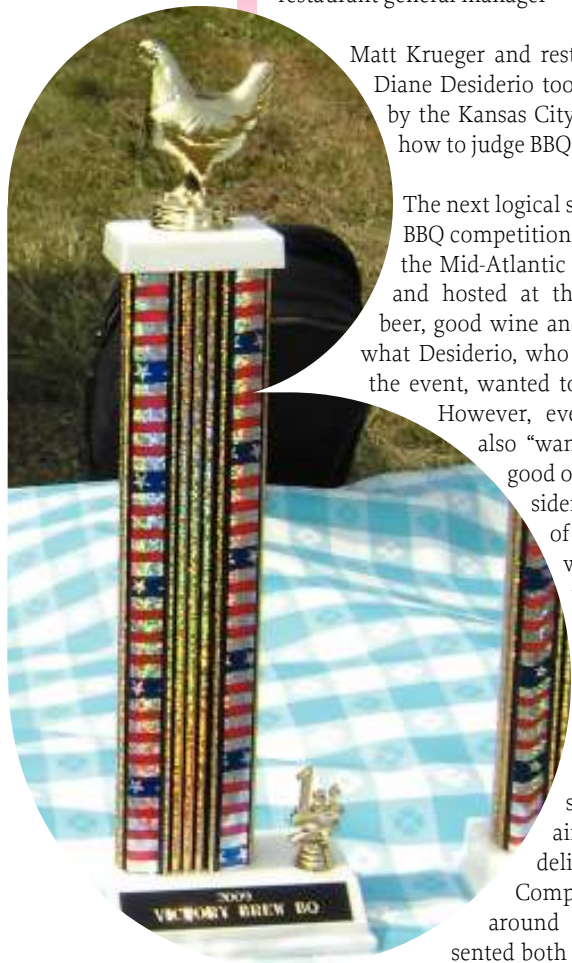 restaurant general manager
Matt Krueger and rest
Diane Desiderio too
by the Kansas City
how to judge BBQ
The next logical s
BBQ competition
the Mid-Atlantic
and hosted at th
beer, good wine an
what Desiderio, who
the event, wanted to
However, eve
also “wan
good o
sider
of
w
s
air
deli
Comp
around
sented both
1st
2009
VICTORY BREW BQ